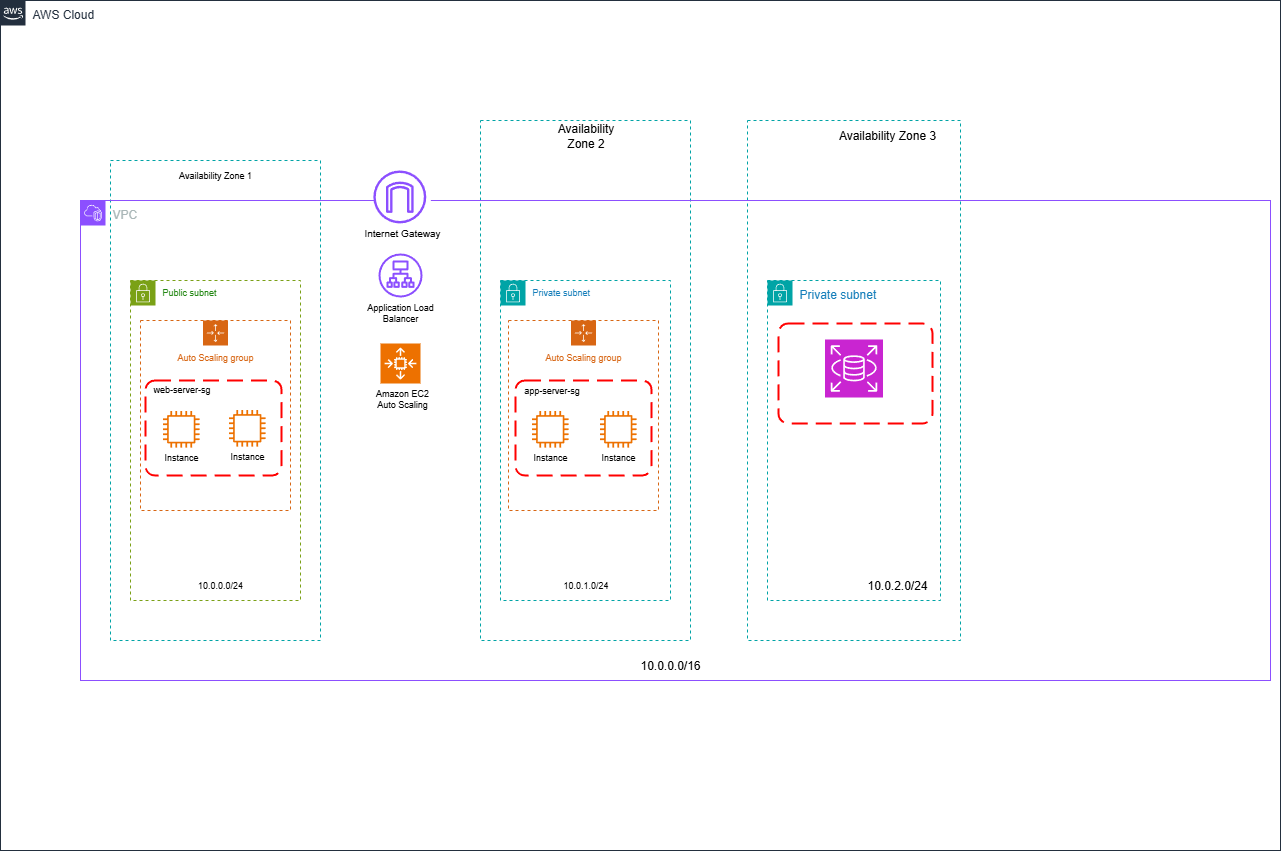 aws
AWS Cloud
Availability
Zone 2
Availability Zone 3
Availability Zone 1
VPC
Internet Gateway
Application Load
Balancer
Amazon EC2
Auto Scaling
Public subnet
Auto Scaling group
web-server-sg
Instance
Instance
10.0.0.0/24
Private subnet
Auto Scaling group
app-server-sg
Instance
Instance
10.0.1.0/24
Private subnet
10.0.2.0/24
10.0.0.0/16